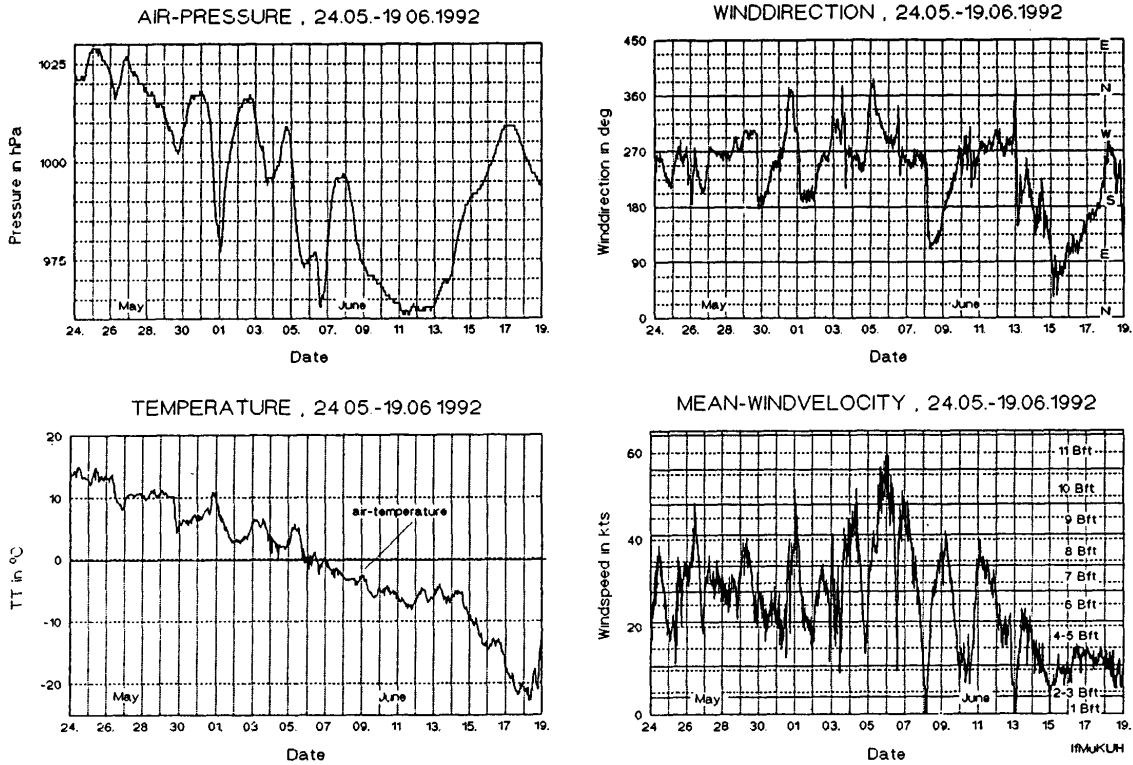 AIR-PRESSURE , 24.05.-19.06.1992
Pressure in hPa
1025
1000
975
May
June
24. 26. 28. 30 01. 03. 05. 07. 09. 11 13. 15 17 19.
Date
WINDDIRECTION , 24.05.-19.06.1992
Winddirection in deg
450
360
270
180
90
0
E
N
W
S
E
N
May
June
24. 26. 28. 30. 01 03. 05. 07. 09. 11. 13. 15 17. 19.
Date
TEMPERATURE , 24 05.-19.06.1992
TT in °C
20
10
0
-10
-20
air-temperature
May
June
24. 26. 28. 30. 01. 03. 05. 07. 09. 11. 13. 15 17. 19.
Date
MEAN-WINDVELOCITY , 24.05.-19.06.1992
Windspeed in kts
60
40
20
0
11 Bft
10 Bft
9 Bft
8 Bft
7 Bft
6 Bft
4-5 Bft
2-3 Bft
1 Bft
May
June
24 26. 28. 30. 01 03. 05. 07. 09. 11. 13. 15 17. 19.
Date
IfMuKUH